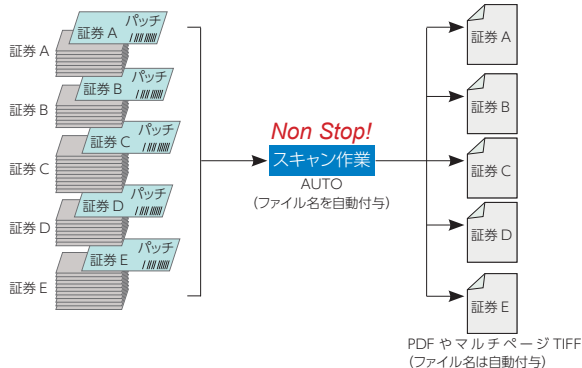 証券 A
証券 A パッチ
証券 B
証券 B パッチ
証券 C
証券 C パッチ
証券 D
証券 D パッチ
証券 E
証券 E パッチ
Non Stop!
スキャン作業
AUTO
(ファイル名を自動付与)
証券 A
証券 B
証券 C
証券 D
証券 E
PDF やマルチページ TIFF
(ファイル名は自動付与)